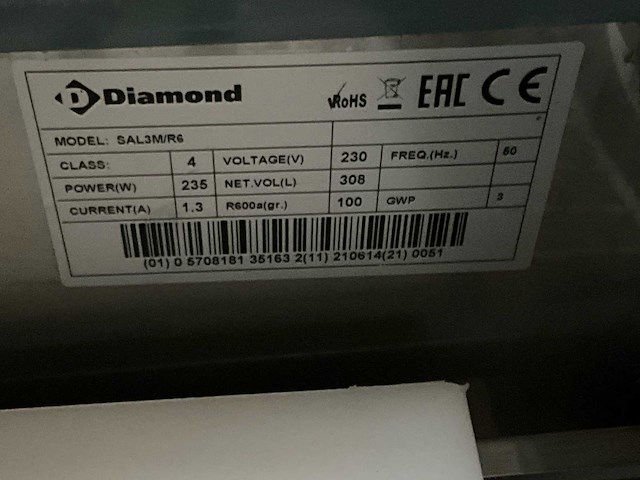 Diamond
RoHS EAC CE
MODEL: SAL3M/R6
CLASS: 4 VOLTAGE(V) 230 FREQ.(Hz.) 50
POWER(W) 235 NET.VOL(L) 308
CURRENT(A) 1.3 R600a(gr.) 100 GWP 3
(01) 0 5708181 35163 2(11) 210614(21) 0051